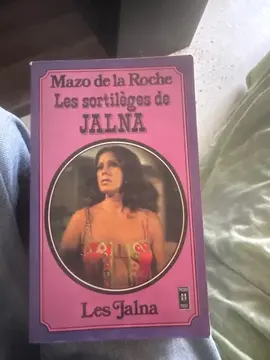 Mazo de la Roche
Les sortilèges de
JALNA
Les Jalna